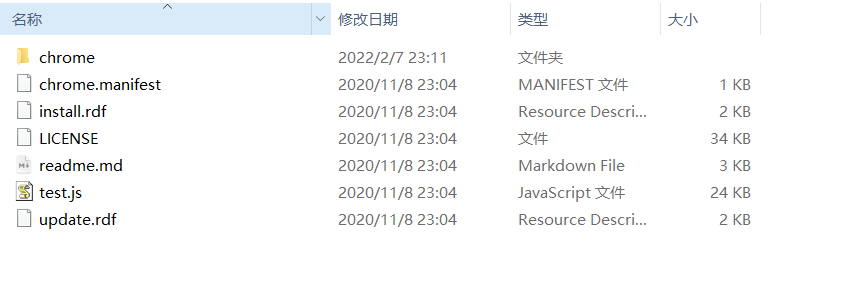 名称 修改日期 类型 大小
chrome 2022/2/7 23:11 文件夹
chrome.manifest 2020/11/8 23:04 MANIFEST 文件 1 KB
install.rdf 2020/11/8 23:04 Resource Descri... 2 KB
LICENSE 2020/11/8 23:04 文件 34 KB
readme.md 2020/11/8 23:04 Markdown File 3 KB
test.js 2020/11/8 23:04 JavaScript 文件 24 KB
update.rdf 2020/11/8 23:04 Resource Descri... 2 KB